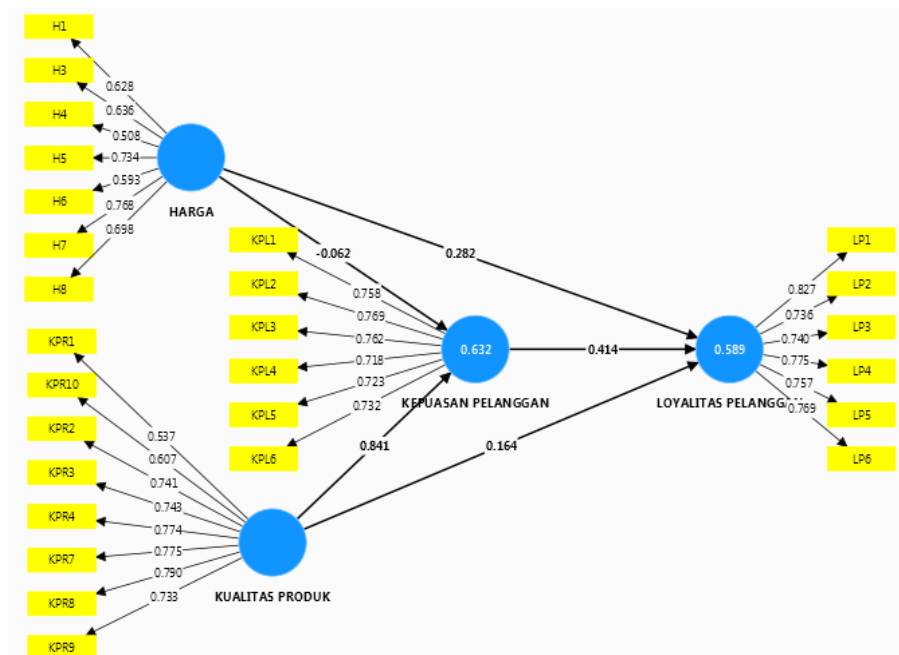 H1
H3
H4
H5
H6
H7
H8
0.628
0.636
0.508
0.734
0.593
0.768
0.698
HARGA
-0.062
0.282
KPL1
KPL2
KPL3
KPL4
KPL5
KPL6
0.758
0.769
0.762
0.718
0.723
0.732
0.632
KEPUASAN PELANGGAN
0.414
0.589
LOYALITAS PELANGG
LP1
LP2
LP3
LP4
LP5
LP6
0.827
0.736
0.740
0.775
0.757
0.769
KPR1
KPR10
KPR2
KPR3
KPR4
KPR7
KPR8
KPR9
0.537
0.607
0.741
0.743
0.774
0.775
0.790
0.733
0.841
0.164
KUALITAS PRODUK